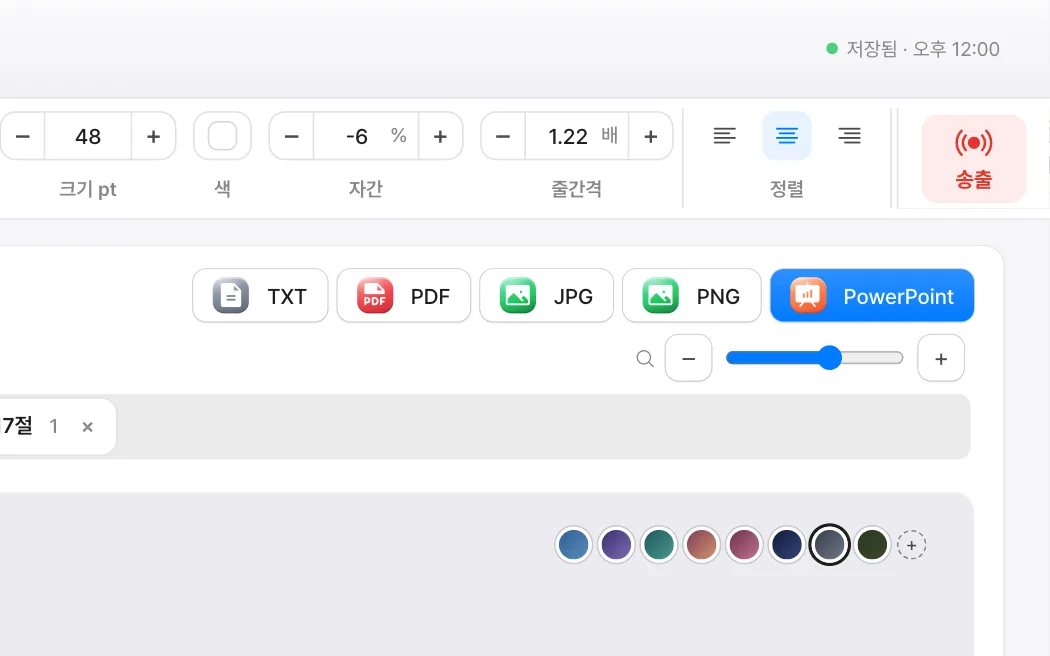 저장됨 · 오후 12:00
− 48 + −  -6 % + − 1.22 배 +
크기 pt 색 자간 줄간격 정렬 송출
TXT PDF PDF JPG PNG PowerPoint
− +
7절 1 ×
+